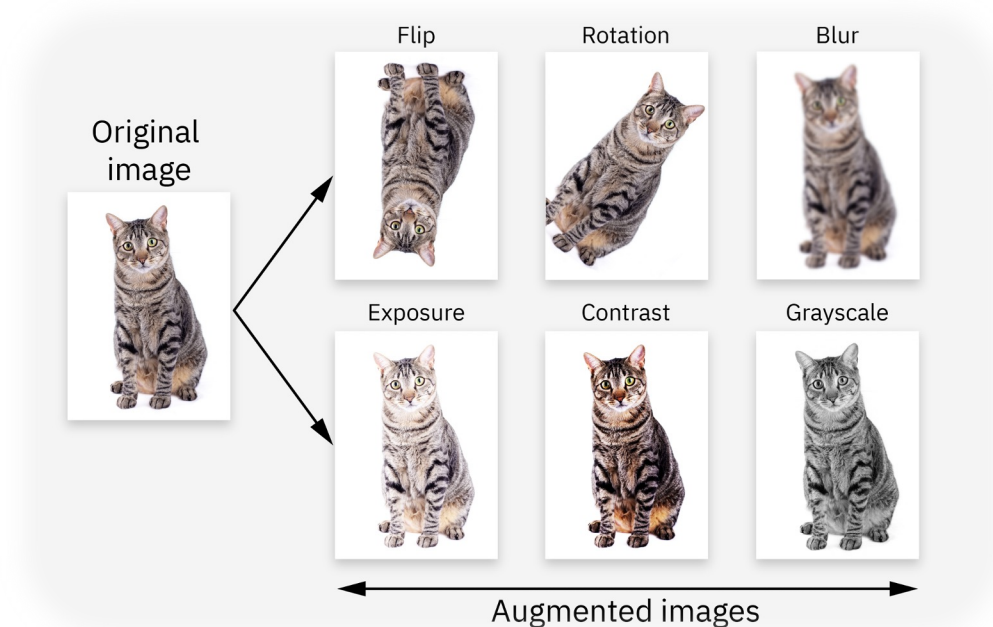 Original
image
Flip
Rotation
Blur
Exposure
Contrast
Grayscale
Augmented images